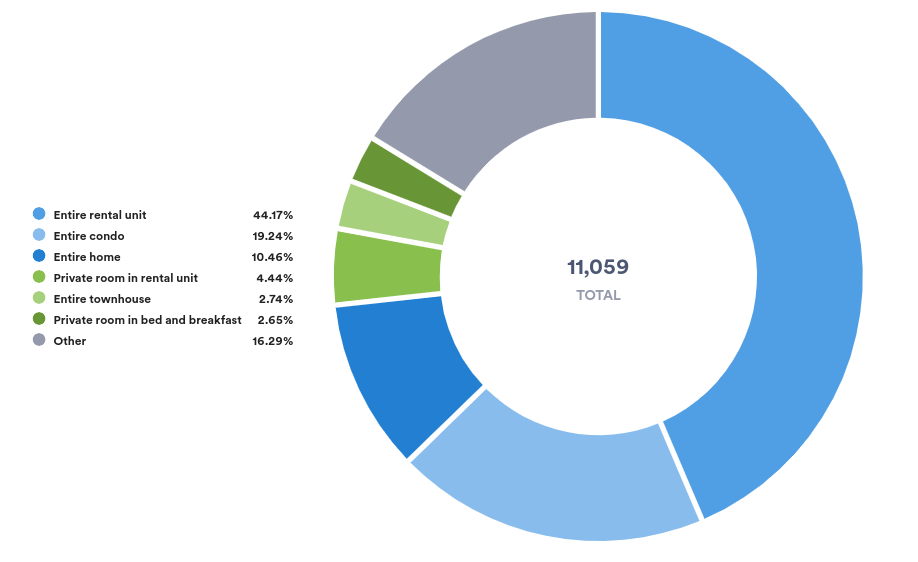 Entire rental unit 44.17%
Entire condo 19.24%
Entire home 10.46%
Private room in rental unit 4.44%
Entire townhouse 2.74%
Private room in bed and breakfast 2.65%
Other 16.29%
11,059
TOTAL